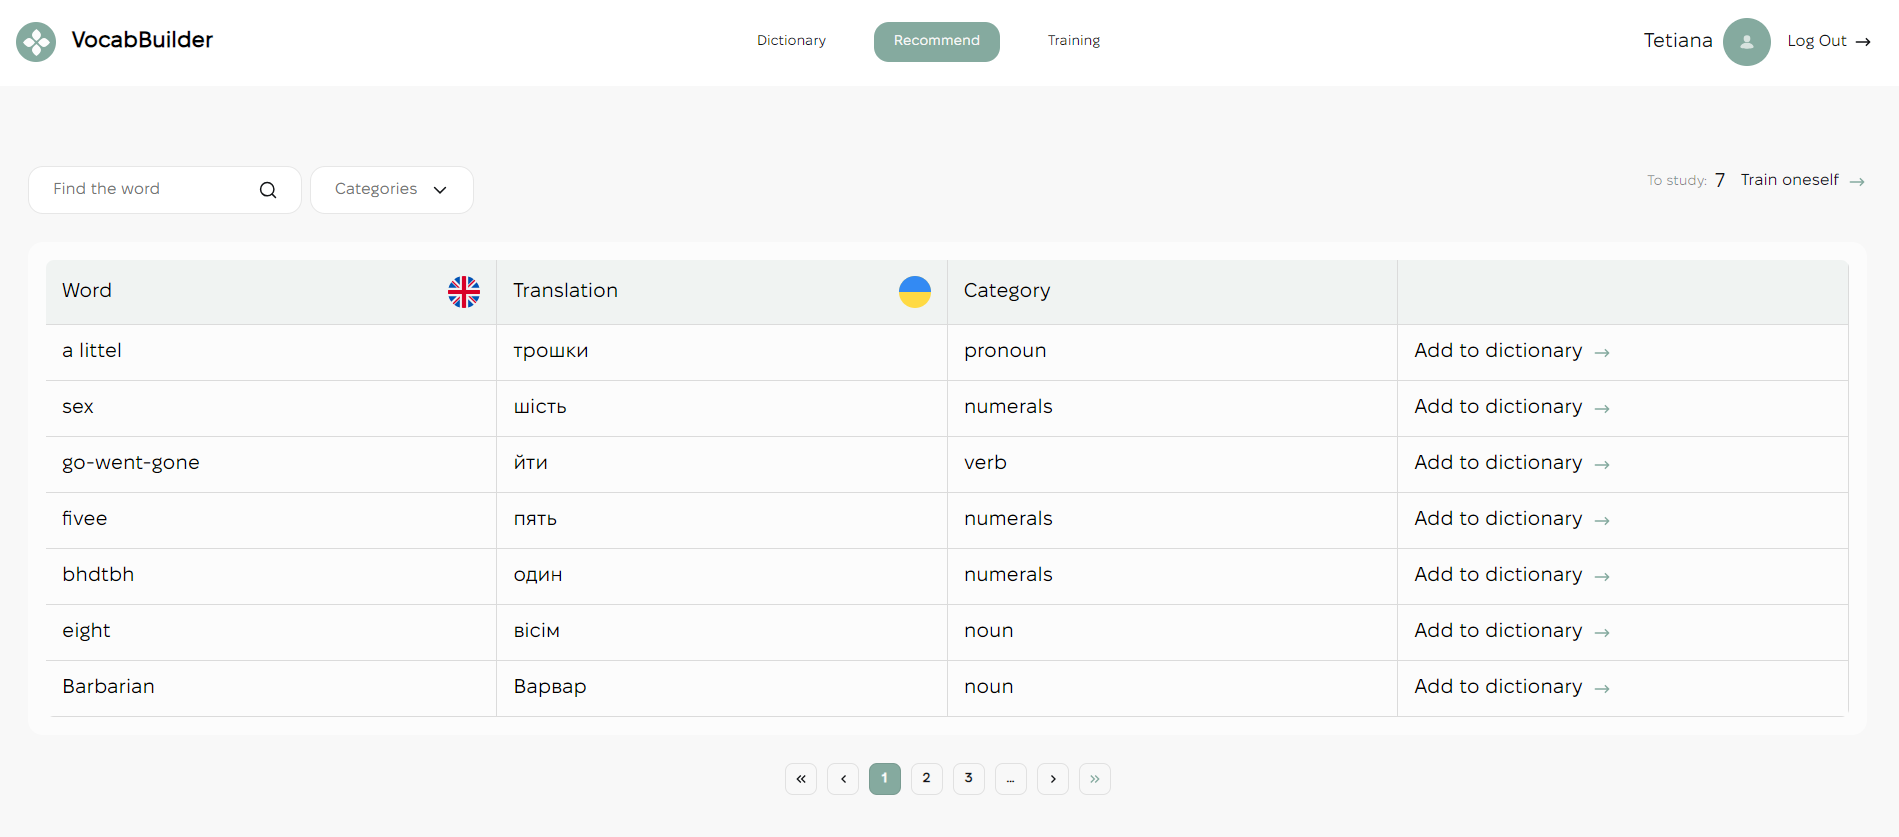 VocabBuilder Dictionary Recommend Training Tetiana Log Out →
Find the word Categories To study: 7 Train oneself →
Word Translation Category
a littel трошки pronoun Add to dictionary →
sex шість numerals Add to dictionary →
go-went-gone йти verb Add to dictionary →
fivee пять numerals Add to dictionary →
bhdtbh один numerals Add to dictionary →
eight вісім noun Add to dictionary →
Barbarian Варвар noun Add to dictionary →
« ‹ 1 2 3 ... › »